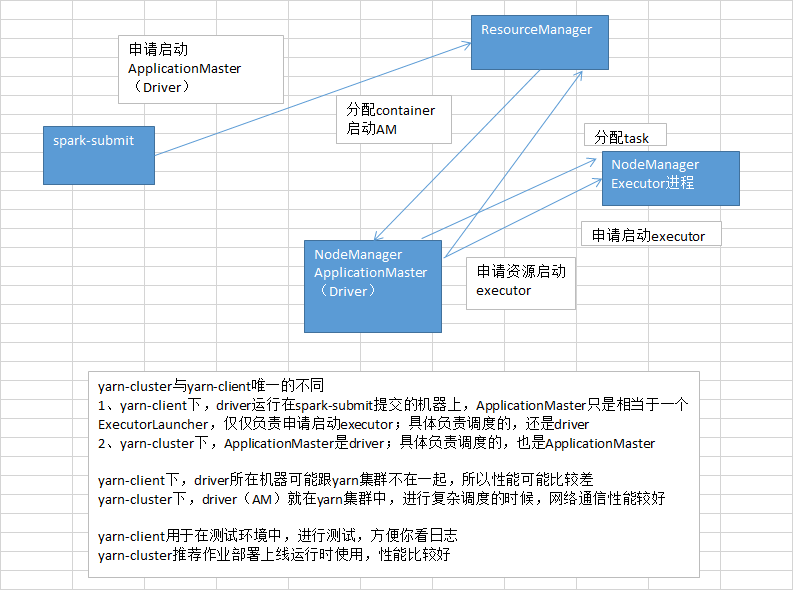 申请启动
ApplicationMaster
（Driver）
ResourceManager
分配container
启动AM
spark-submit
分配task
NodeManager
Executor进程
申请启动executor
NodeManager
ApplicationMaster
（Driver）
申请资源启动
executor
yarn-cluster与yarn-client唯一的不同
1、yarn-client下，driver运行在spark-submit提交的机器上，ApplicationMaster只是相当于一个
ExecutorLauncher，仅仅负责申请启动executor；具体负责调度的，还是driver
2、yarn-cluster下，ApplicationMaster是driver；具体负责调度的，也是ApplicationMaster
yarn-client下，driver所在机器可能跟yarn集群不在一起，所以性能可能比较差
yarn-cluster下，driver（AM）就在yarn集群中，进行复杂调度的时候，网络通信性能较好
yarn-client用于在测试环境中，进行测试，方便你看日志
yarn-cluster推荐作业部署上线运行时使用，性能比较好